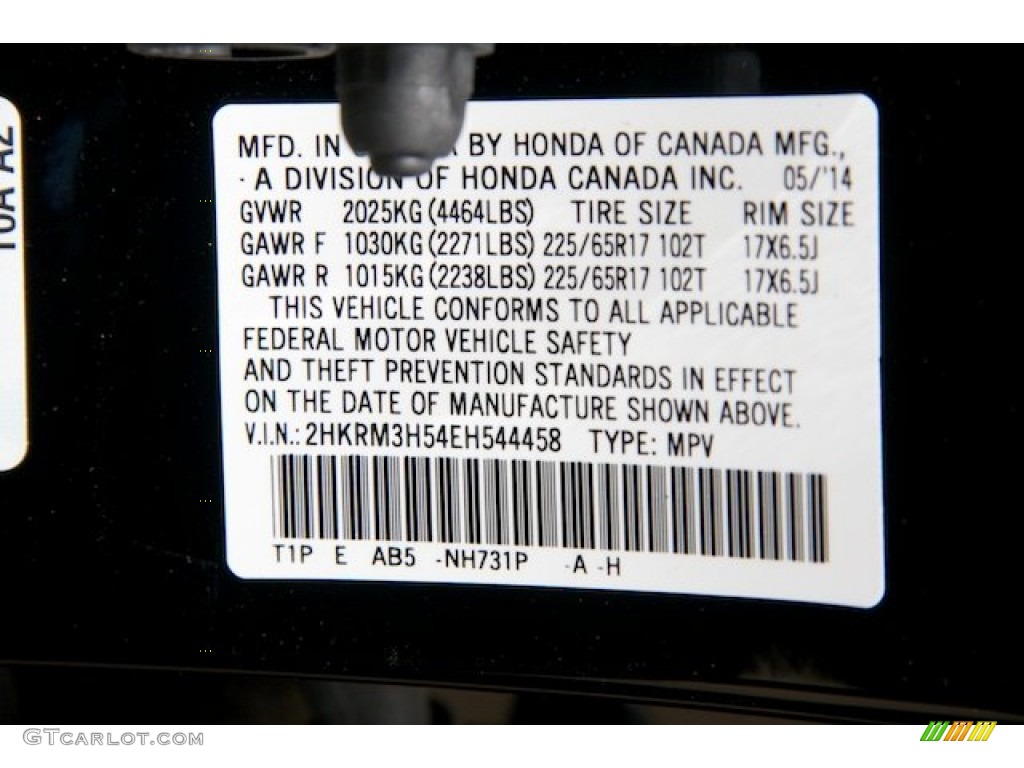 10A A2
MFD. IN BY HONDA OF CANADA MFG.,
A DIVISION OF HONDA CANADA INC. 05/'14
GVWR 2025KG (4464LBS) TIRE SIZE RIM SIZE
GAWR F 1030KG (2271LBS) 225/65R17 102T 17X6.5J
GAWR R 1015KG (2238LBS) 225/65R17 102T 17X6.5J
THIS VEHICLE CONFORMS TO ALL APPLICABLE
FEDERAL MOTOR VEHICLE SAFETY
AND THEFT PREVENTION STANDARDS IN EFFECT
ON THE DATE OF MANUFACTURE SHOWN ABOVE.
V.I.N.: 2HKRM3H54EH544458 TYPE: MPV
T1P E AB5 -NH731P -A -H
GTCARLOT.COM